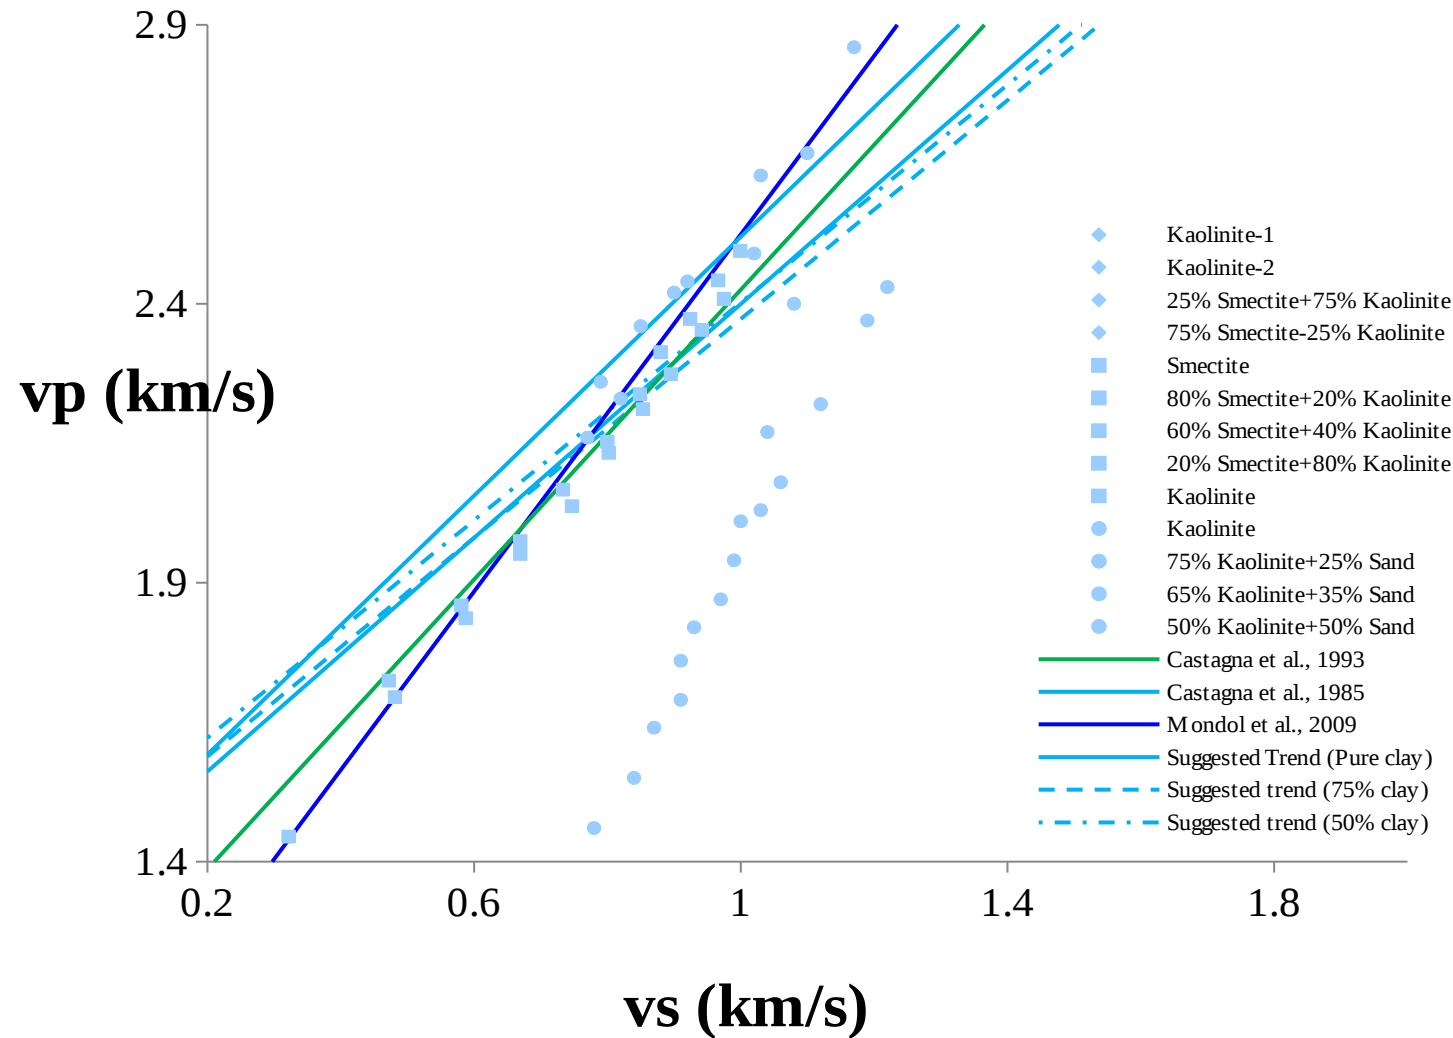 2.9
2.4
vp (km/s)
1.9
1.4
0.2
0.6
1
1.4
1.8
vs (km/s)
Kaolinite-1
Kaolinite-2
25% Smectite+75% Kaolinite
75% Smectite-25% Kaolinite
Smectite
80% Smectite+20% Kaolinite
60% Smectite+40% Kaolinite
20% Smectite+80% Kaolinite
Kaolinite
Kaolinite
75% Kaolinite+25% Sand
65% Kaolinite+35% Sand
50% Kaolinite+50% Sand
Castagna et al., 1993
Castagna et al., 1985
Mondol et al., 2009
Suggested Trend (Pure clay)
Suggested trend (75% clay)
Suggested trend (50% clay)